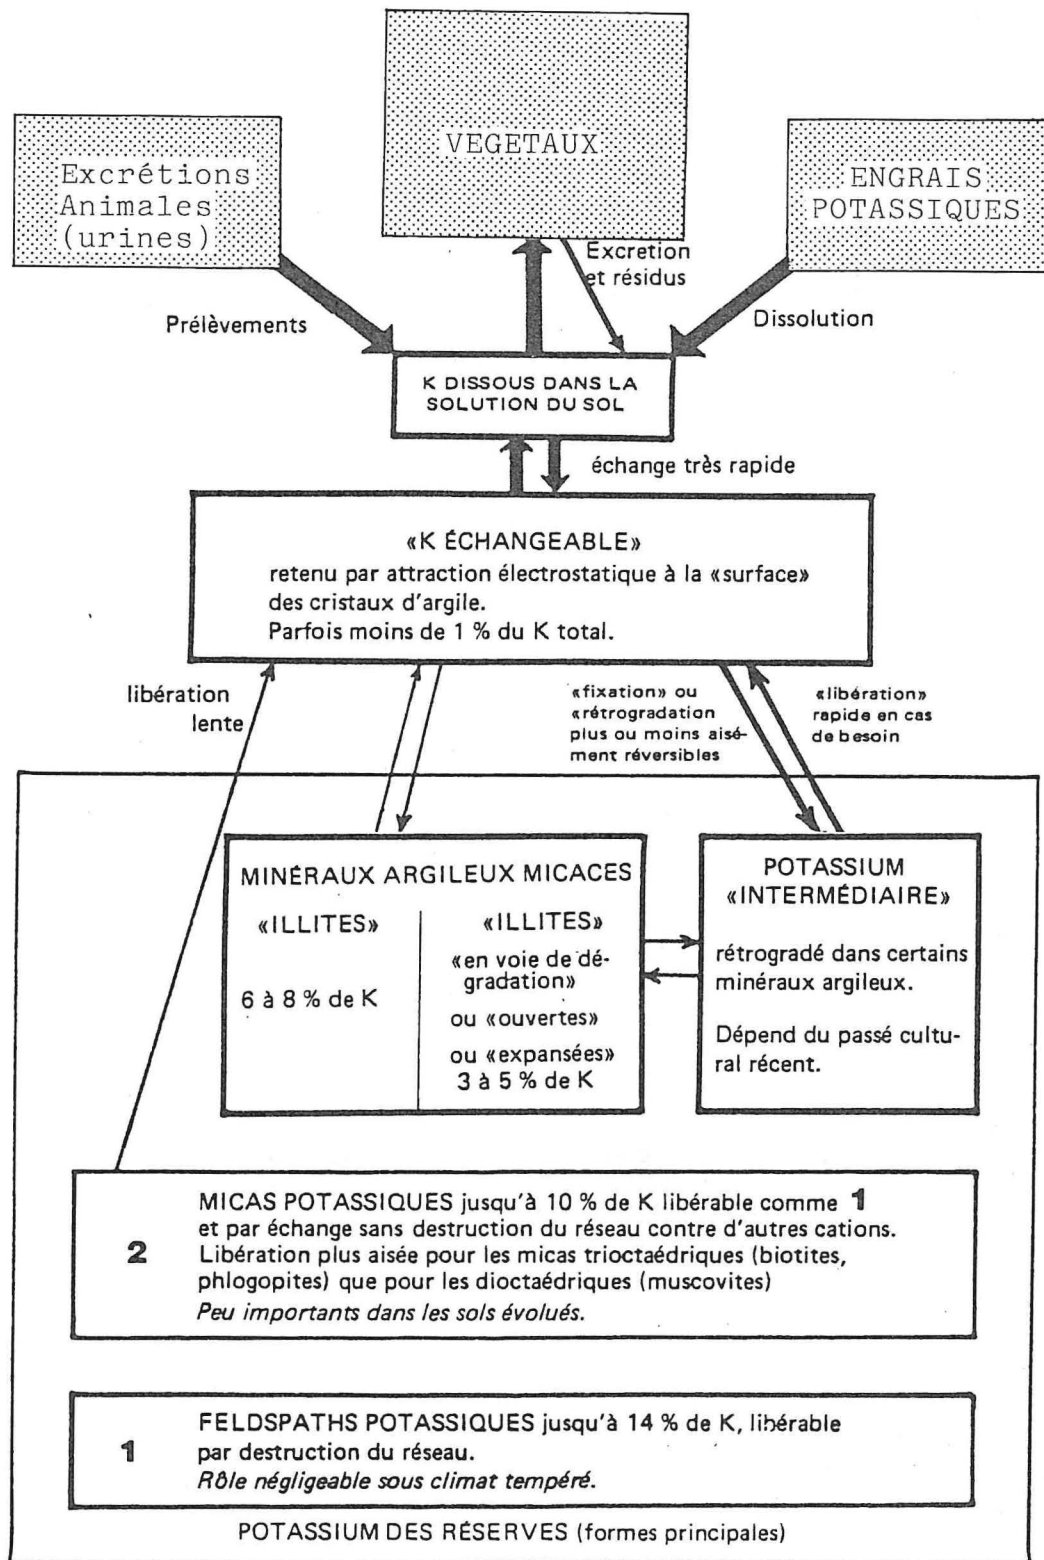 VEGETAUX
Excrétions
Animales
(urines)
ENGRAIS
POTASSIQUES
Excretion
et résidus
Prélèvements
Dissolution
K DISSOUS DANS LA
SOLUTION DU SOL
échange très rapide
«K ÉCHANGEABLE»
retenu par attraction électrostatique à la «surface»
des cristaux d'argile.
Parfois moins de 1 % du K total.
libération
lente
«fixation» ou
«rétrogradation
plus ou moins aisé-
ment réversibles
«libération»
rapide en cas
de besoin
MINÉRAUX ARGILEUX MICACES
«ILLITES»
6 à 8 % de K
«ILLITES»
«en voie de dé-
gradation»
ou «ouvertes»
ou «expansées»
3 à 5 % de K
POTASSIUM
«INTERMÉDIAIRE»
rétrogradé dans certains
minéraux argileux.
Dépend du passé cultu-
ral récent.
2
MICAS POTASSIQUES jusqu'à 10 % de K libérable comme 1
et par échange sans destruction du réseau contre d'autres cations.
Libération plus aisée pour les micas trioctaédriques (biotites,
phlogopites) que pour les dioctaédriques (muscovites)
Peu importants dans les sols évolués.
1
FELDSPATHS POTASSIQUES jusqu'à 14 % de K, libérable
par destruction du réseau.
Rôle négligeable sous climat tempéré.
POTASSIUM DES RÉSERVES (formes principales)